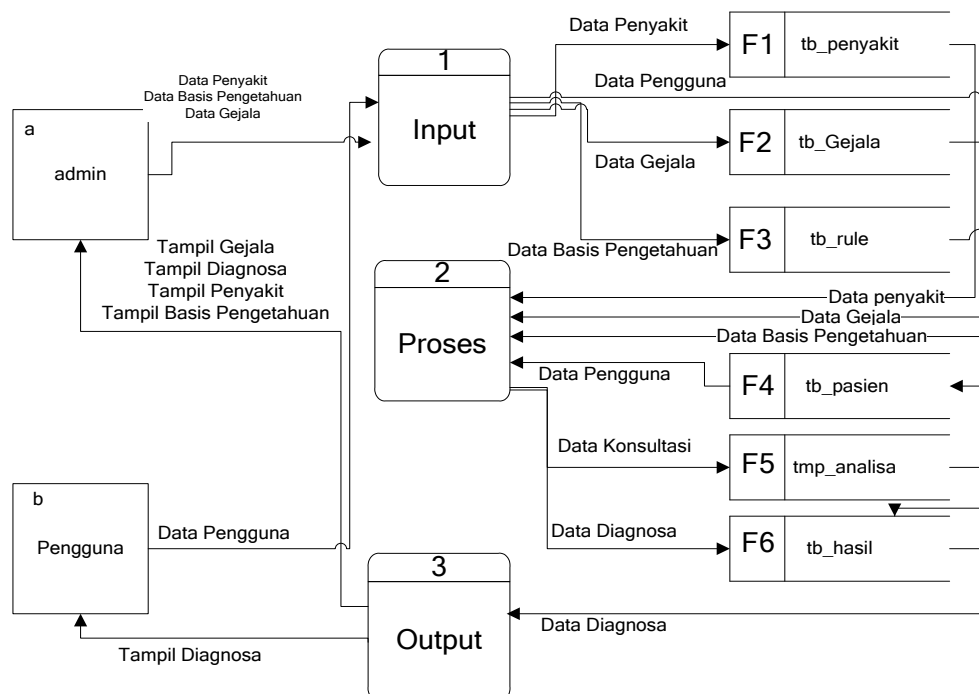 Data Penyakit
F1
tb_penyakit
1
Data Pengguna
Data Penyakit
Data Basis Pengetahuan
Data Gejala
a
admin
Input
F2
tb_Gejala
Data Gejala
F3
tb_rule
Data Basis Pengetahuan
Tampil Gejala
Tampil Diagnosa
Tampil Penyakit
Tampil Basis Pengetahuan
2
Proses
Data penyakit
Data Gejala
Data Basis Pengetahuan
Data Pengguna
F4
tb_pasien
Data Konsultasi
F5
tmp_analisa
b
Pengguna
Data Pengguna
Data Diagnosa
F6
tb_hasil
3
Output
Data Diagnosa
Tampil Diagnosa